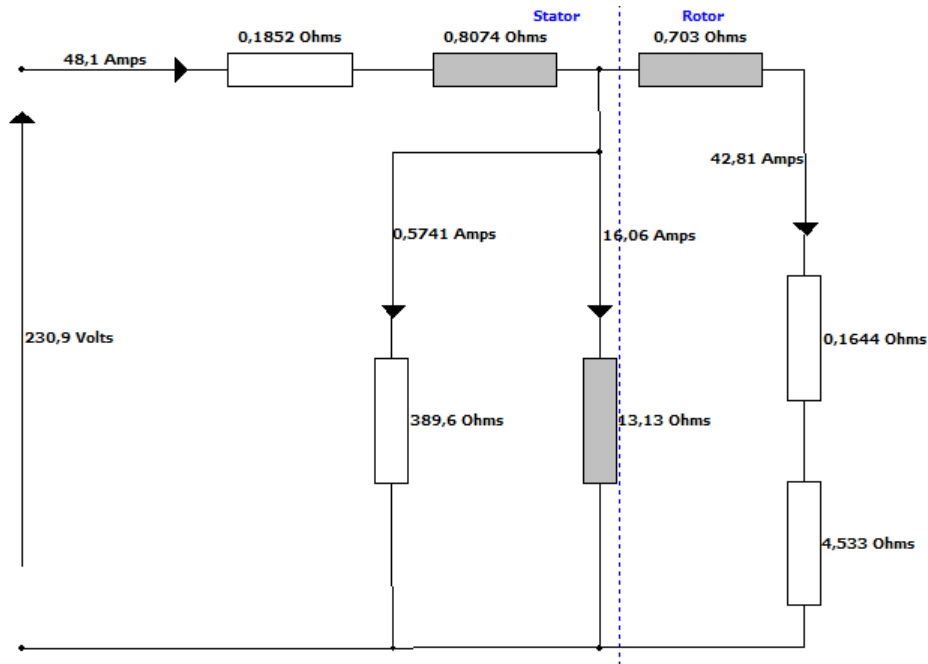 Stator
Rotor
0,1852 Ohms
0,8074 Ohms
0,703 Ohms
48,1 Amps
42,81 Amps
0,5741 Amps
16,06 Amps
230,9 Volts
0,1644 Ohms
389,6 Ohms
13,13 Ohms
4,533 Ohms